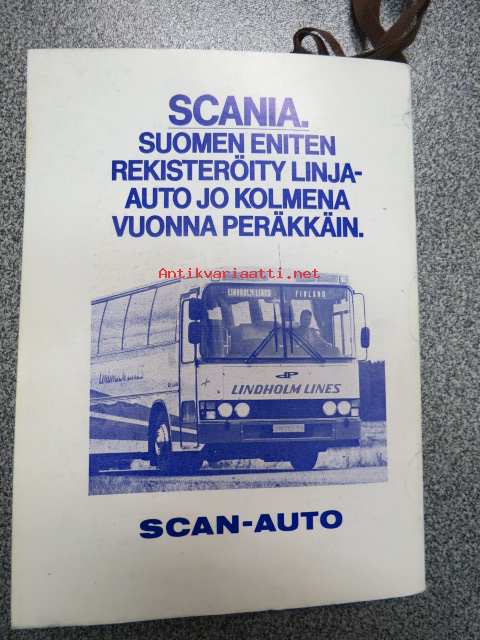 SCANIA.
SUOMEN ENITEN
REKISTERÖITY LINJA-
AUTO JO KOLMENA
VUONNA PERÄKKÄIN.
Antikvariaatti.net
LINDHOLM LINES FINLAND
LINDHOLM LINES
SCAN-AUTO